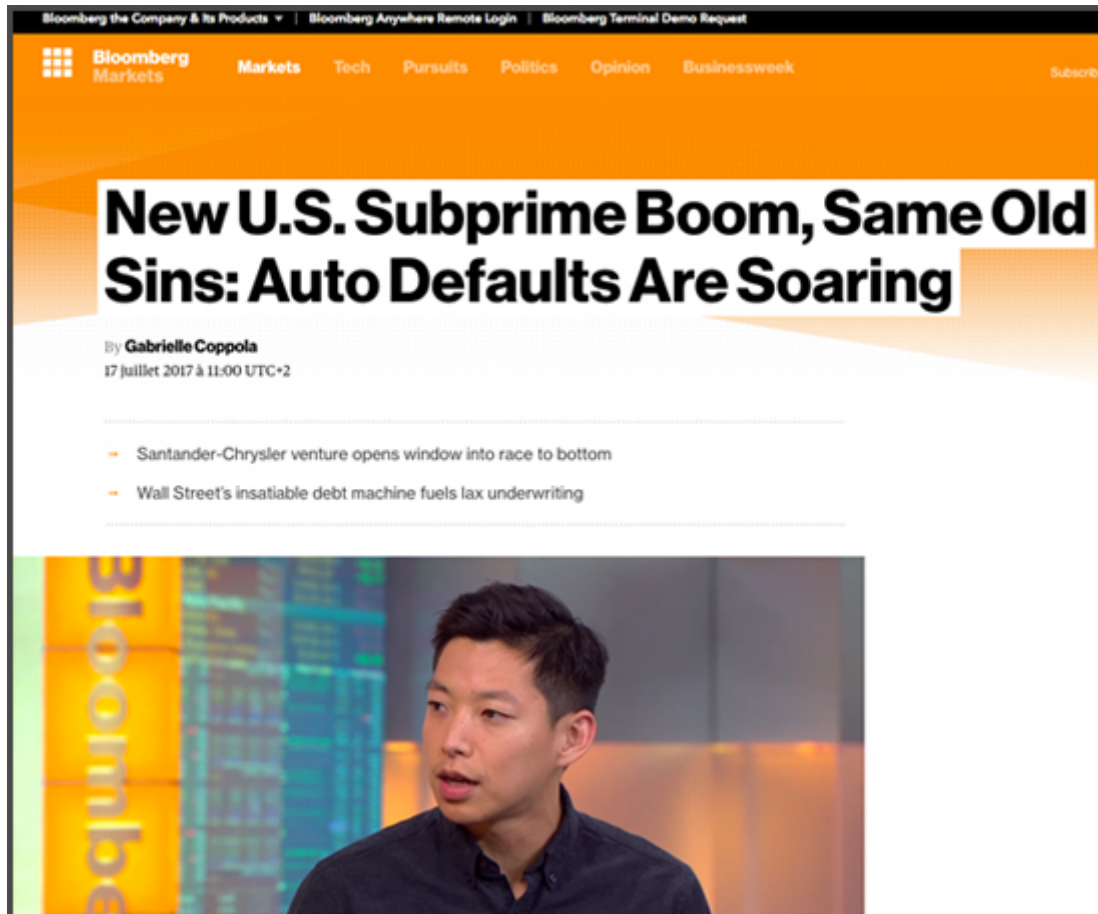 Bloomberg the Company & Its Products ▾ | Bloomberg Anywhere Remote Login | Bloomberg Terminal Demo Request
Bloomberg
Markets
Markets Tech Pursuits Politics Opinion Businessweek
New U.S. Subprime Boom, Same Old
Sins: Auto Defaults Are Soaring
By Gabrielle Coppola
17 juillet 2017 à 11:00 UTC+2
→ Santander-Chrysler venture opens window into race to bottom
→ Wall Street's insatiable debt machine fuels lax underwriting